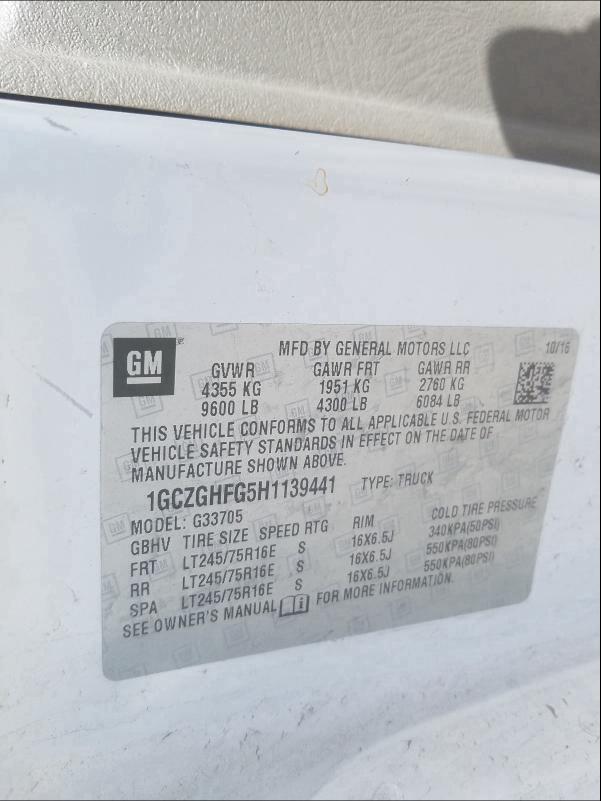 GM
MFD BY GENERAL MOTORS LLC 10/16
GVWR GAWR FRT GAWR RR
4355 KG 1951 KG 2760 KG
9600 LB 4300 LB 6084 LB
THIS VEHICLE CONFORMS TO ALL APPLICABLE U.S. FEDERAL MOTOR
VEHICLE SAFETY STANDARDS IN EFFECT ON THE DATE OF
MANUFACTURE SHOWN ABOVE.
1GCZGHFG5H1139441 TYPE: TRUCK
MODEL: G33705
GBHV TIRE SIZE SPEED RTG RIM COLD TIRE PRESSURE
FRT LT245/75R16E S 16X6.5J 340KPA(50PSI)
RR LT245/75R16E S 16X6.5J 550KPA(80PSI)
SPA LT245/75R16E S 16X6.5J 550KPA(80PSI)
SEE OWNER'S MANUAL FOR MORE INFORMATION.